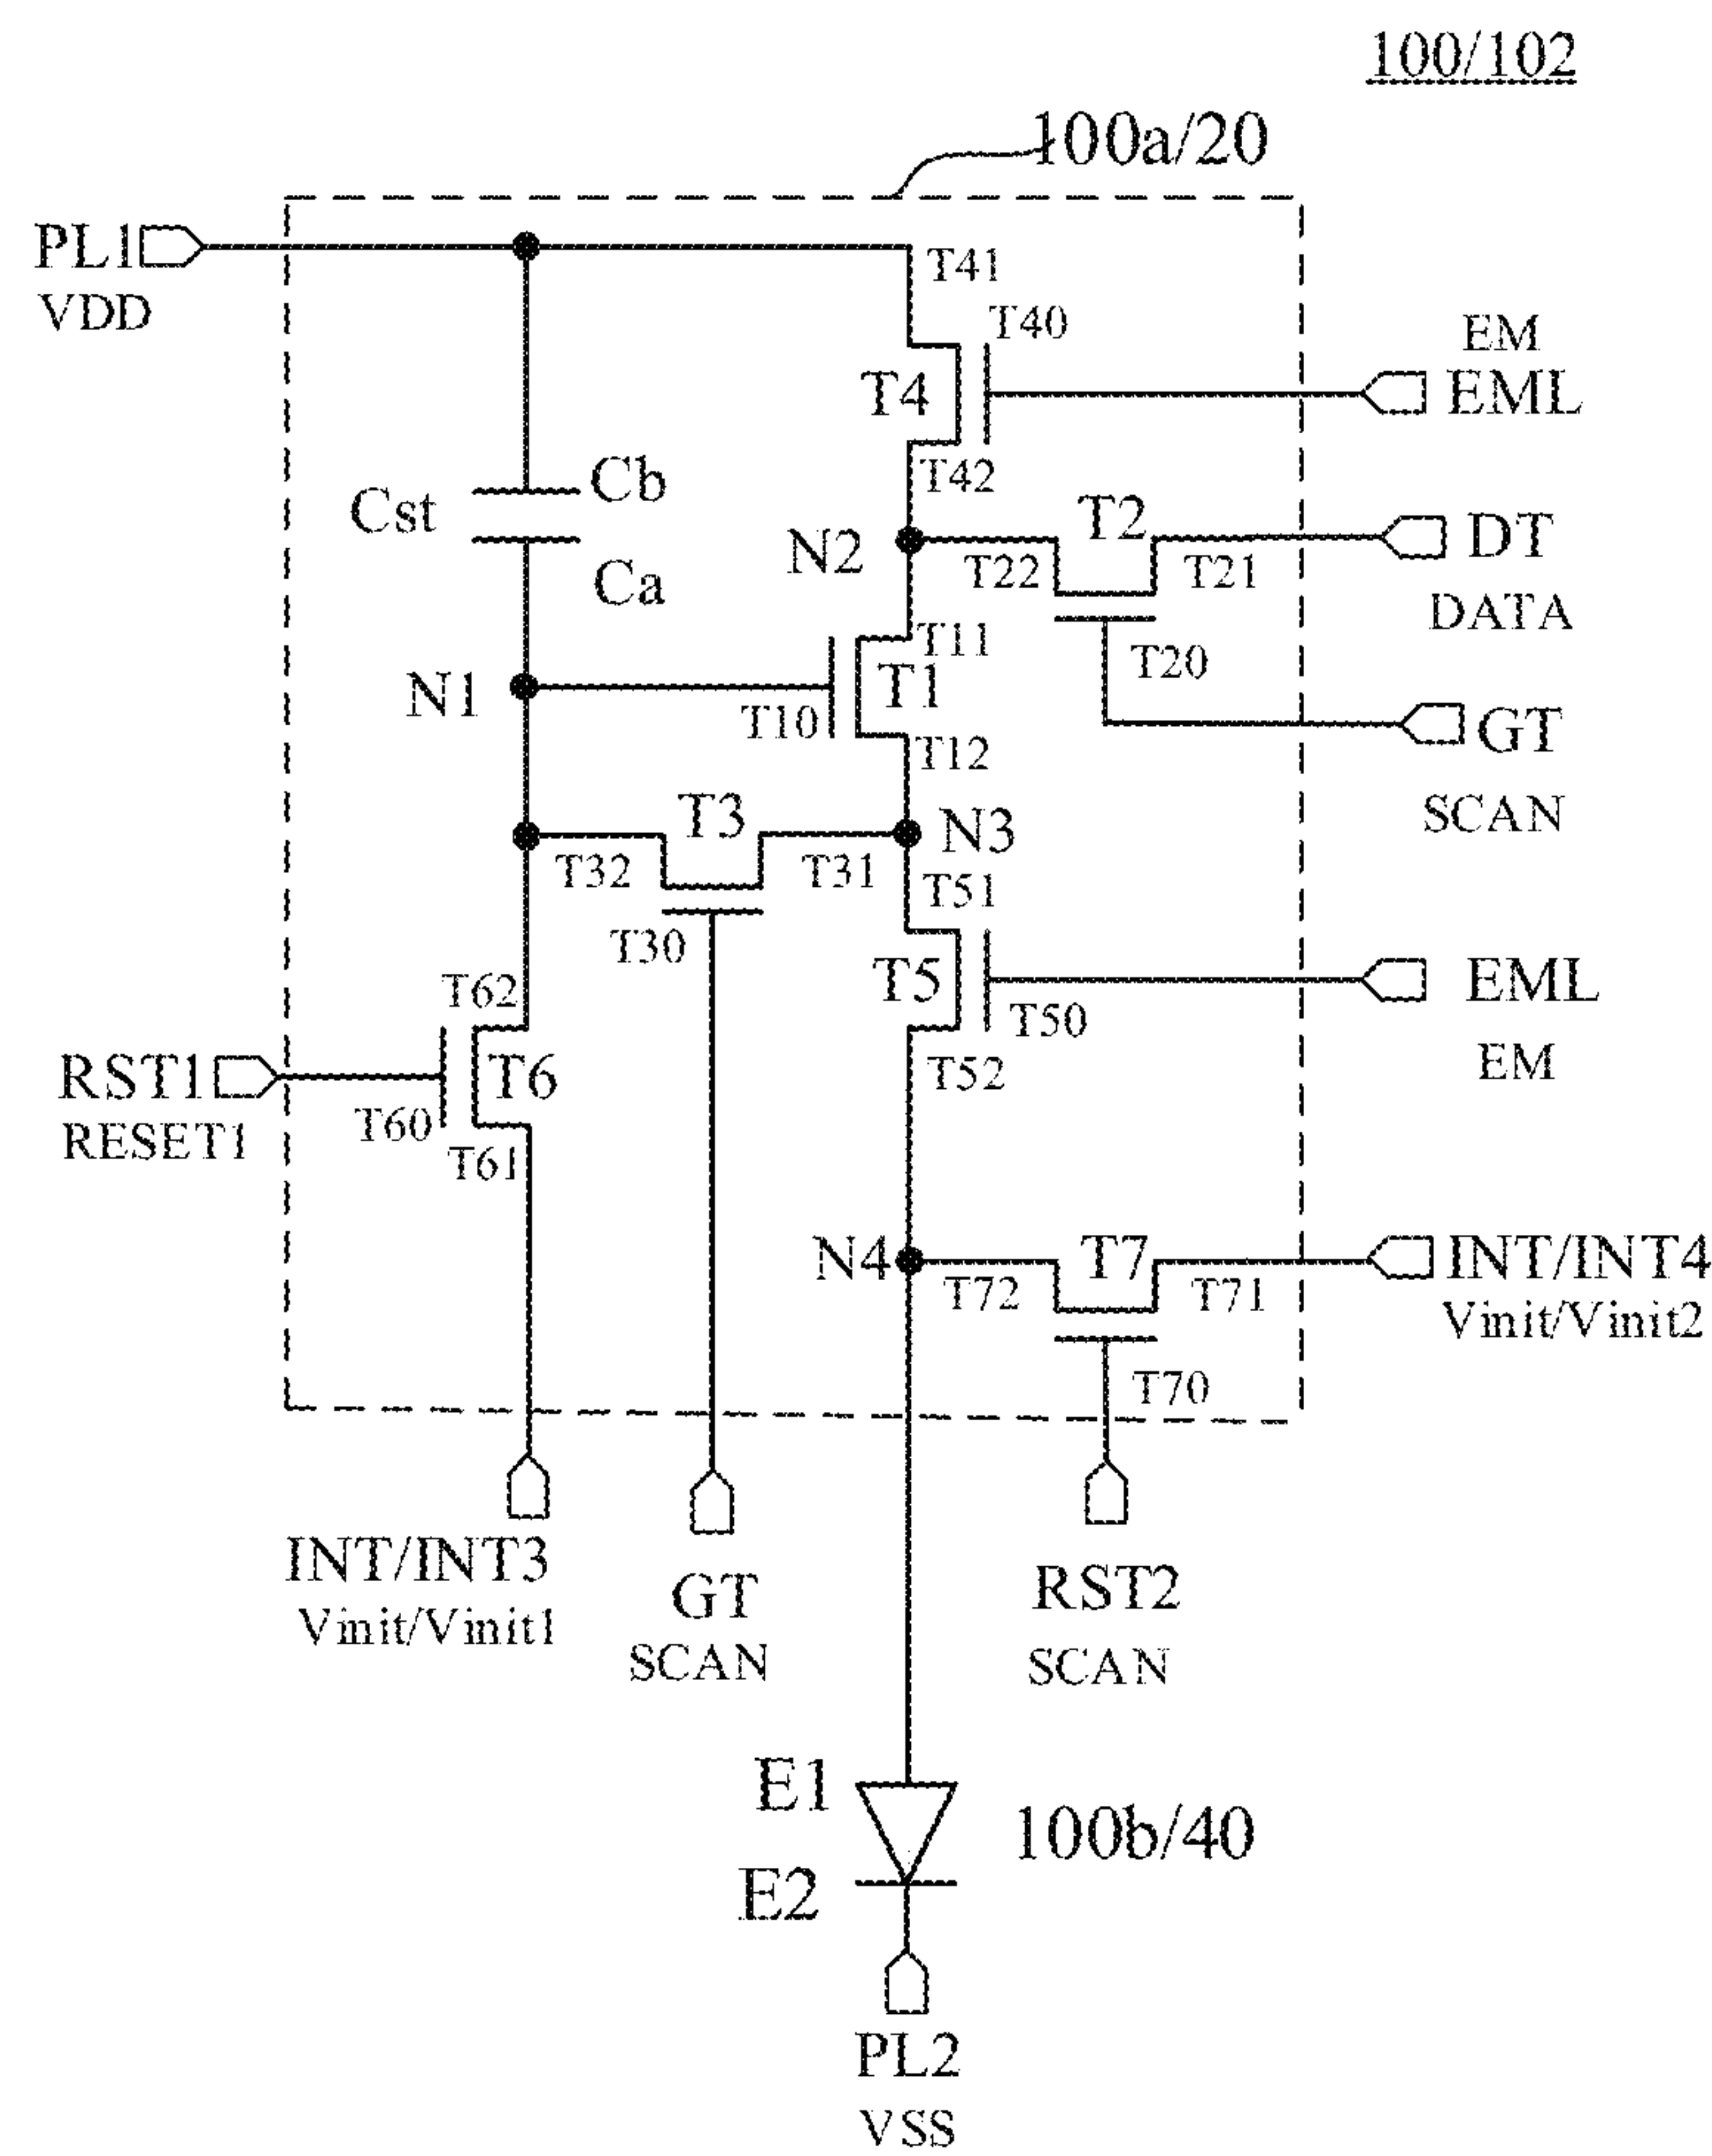 100/102
100a/20
PL1
VDD
T41
T40
EM
EML
T4
T42
Cb
Cst
Ca
N2
T2
DT
T22
T21
DATA
T20
T11
T1
N1
T10
GT
T12
SCAN
T3
N3
T32
T31
T51
T30
T62
T5
EML
T50
EM
T52
RST1
RESET1
T60
T6
T61
N4
T7
INT/INT4
T72
T71
Vinit/Vinit2
T70
INT/INT3
Vinit/Vinit1
GT
SCAN
RST2
SCAN
E1
100b/40
E2
PL2
VSS